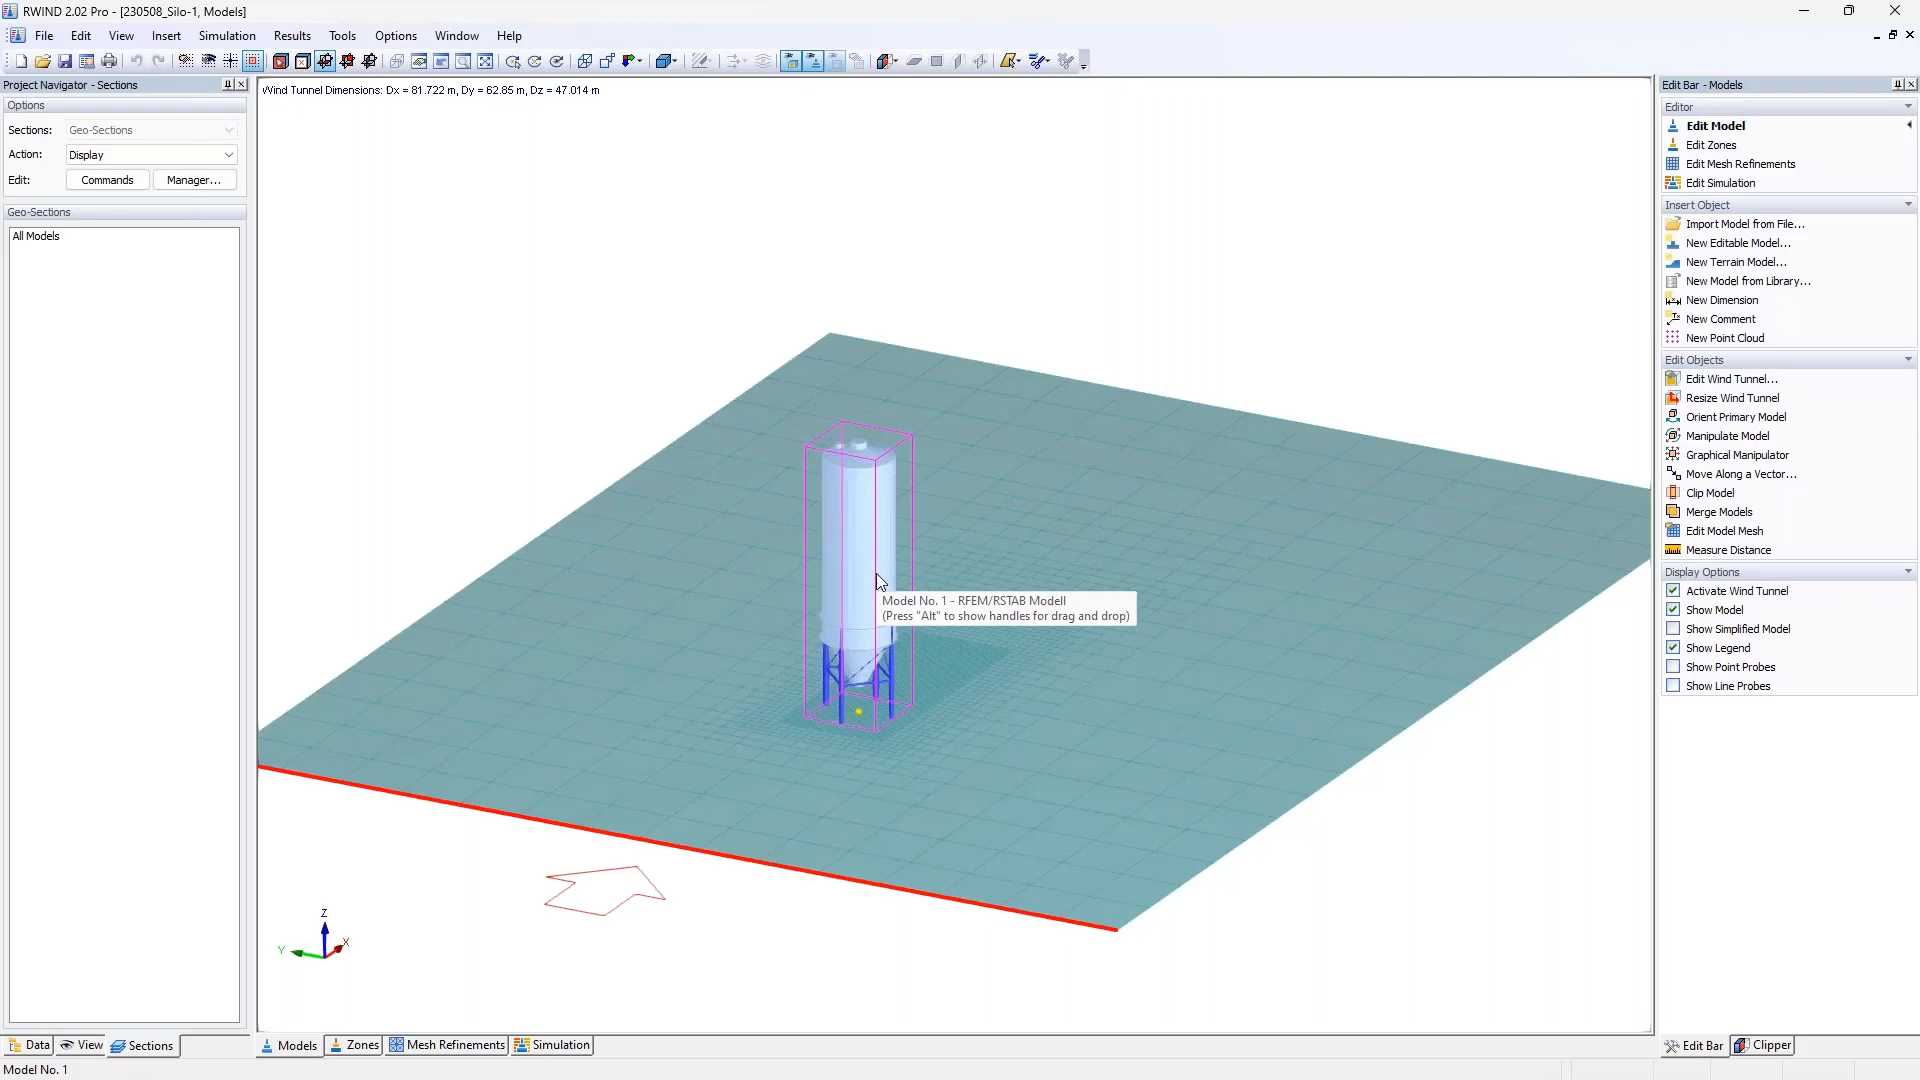 RWIND 2.02 Pro - [230508_Silo-1, Models]
File Edit View Insert Simulation Results Tools Options Window Help
Project Navigator - Sections
Options
Sections: Geo-Sections
Action: Display
Edit: Commands Manager...
Geo-Sections
All Models
Wind Tunnel Dimensions: Dx = 81.722 m, Dy = 62.85 m, Dz = 47.014 m
Model No. 1 - RFEM/RSTAB Modell
(Press "Alt" to show handles for drag and drop)
Z
Y
X
Edit Bar - Models
Editor
Edit Model
Edit Zones
Edit Mesh Refinements
Edit Simulation
Insert Object
Import Model from File...
New Editable Model...
New Terrain Model...
New Model from Library...
New Dimension
New Comment
New Point Cloud
Edit Objects
Edit Wind Tunnel...
Resize Wind Tunnel
Orient Primary Model
Manipulate Model
Graphical Manipulator
Move Along a Vector...
Clip Model
Merge Models
Edit Model Mesh
Measure Distance
Display Options
Activate Wind Tunnel
Show Model
Show Simplified Model
Show Legend
Show Point Probes
Show Line Probes
Data View Sections
Models Zones Mesh Refinements Simulation
Edit Bar Clipper
Model No. 1